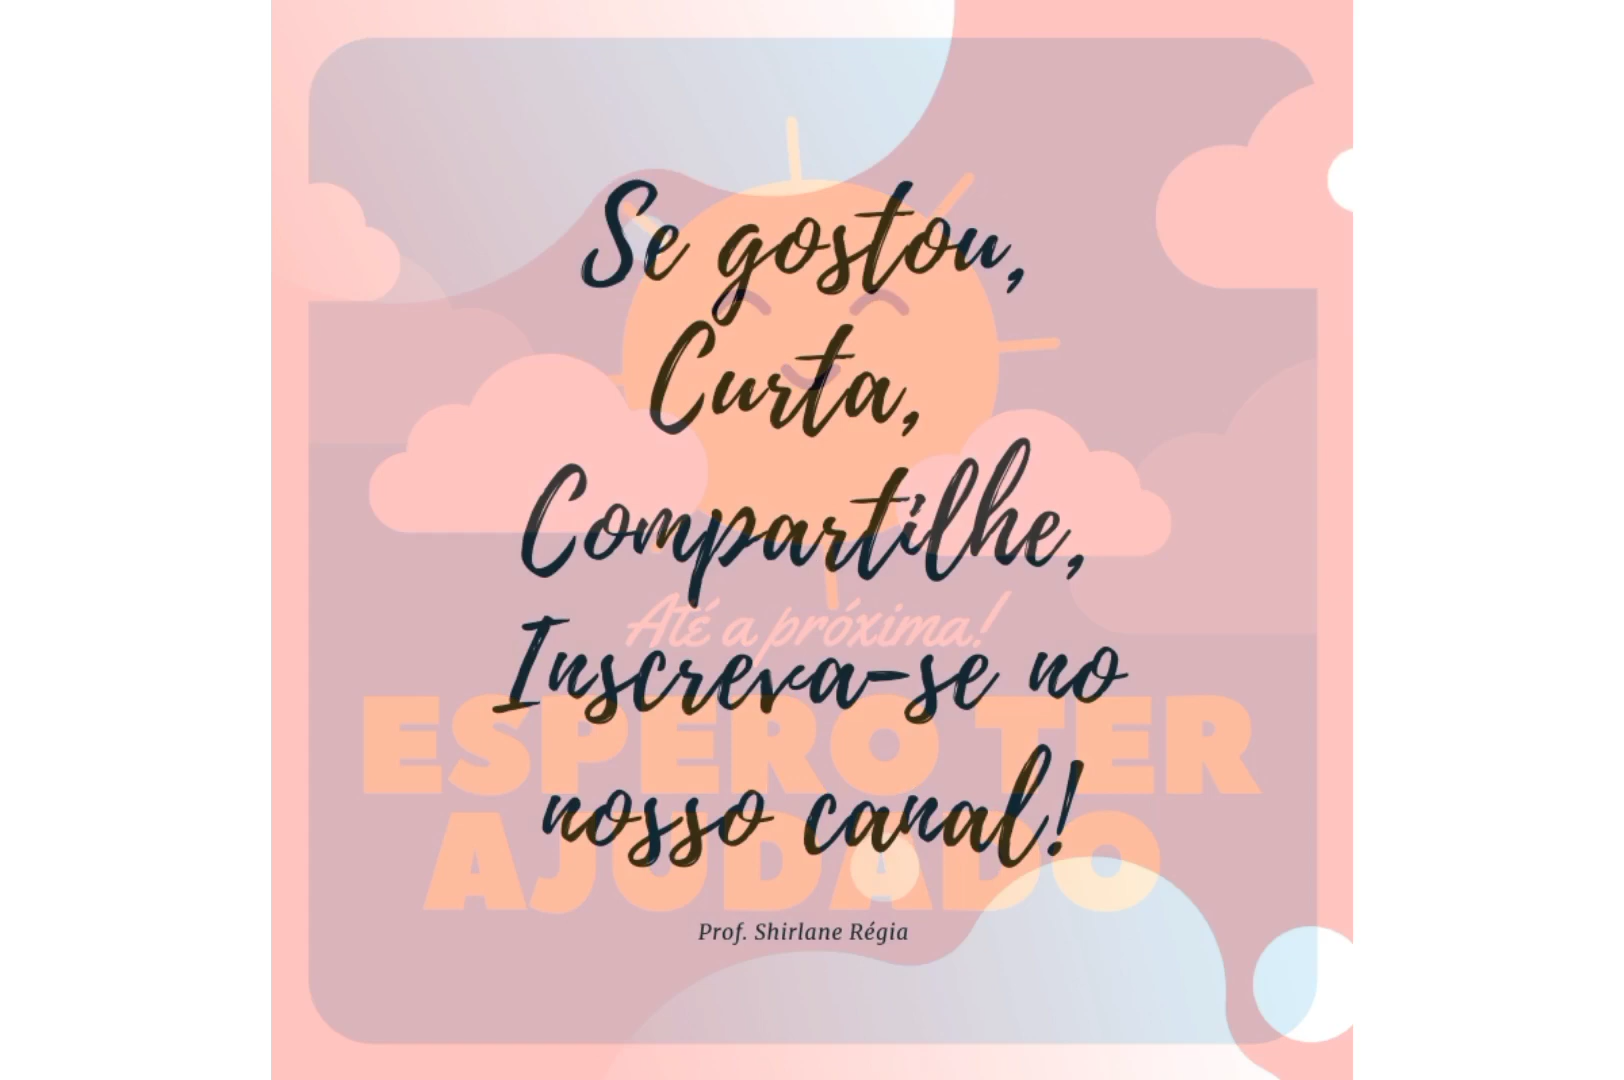 Se gostou,
Curta,
Compartilhe,
Até a próxima!
Inscreva-se no
ESPERO TER
nosso canal!
AJUDADO
Prof. Shirlane Régia